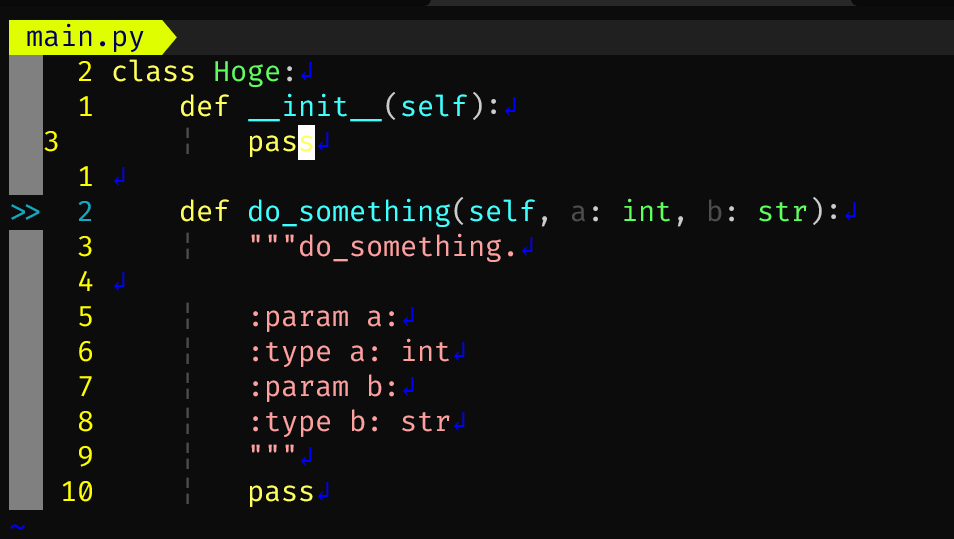 main.py
2 class Hoge:↲
1     def __init__(self):↲
3 ¦   pass↲
1 ↲
>> 2     def do_something(self, a: int, b: str):↲
3     ¦   """do_something.↲
4 ↲
5     ¦   :param a:↲
6     ¦   :type a: int↲
7     ¦   :param b:↲
8     ¦   :type b: str↲
9     ¦   """↲
10     ¦   pass↲
~